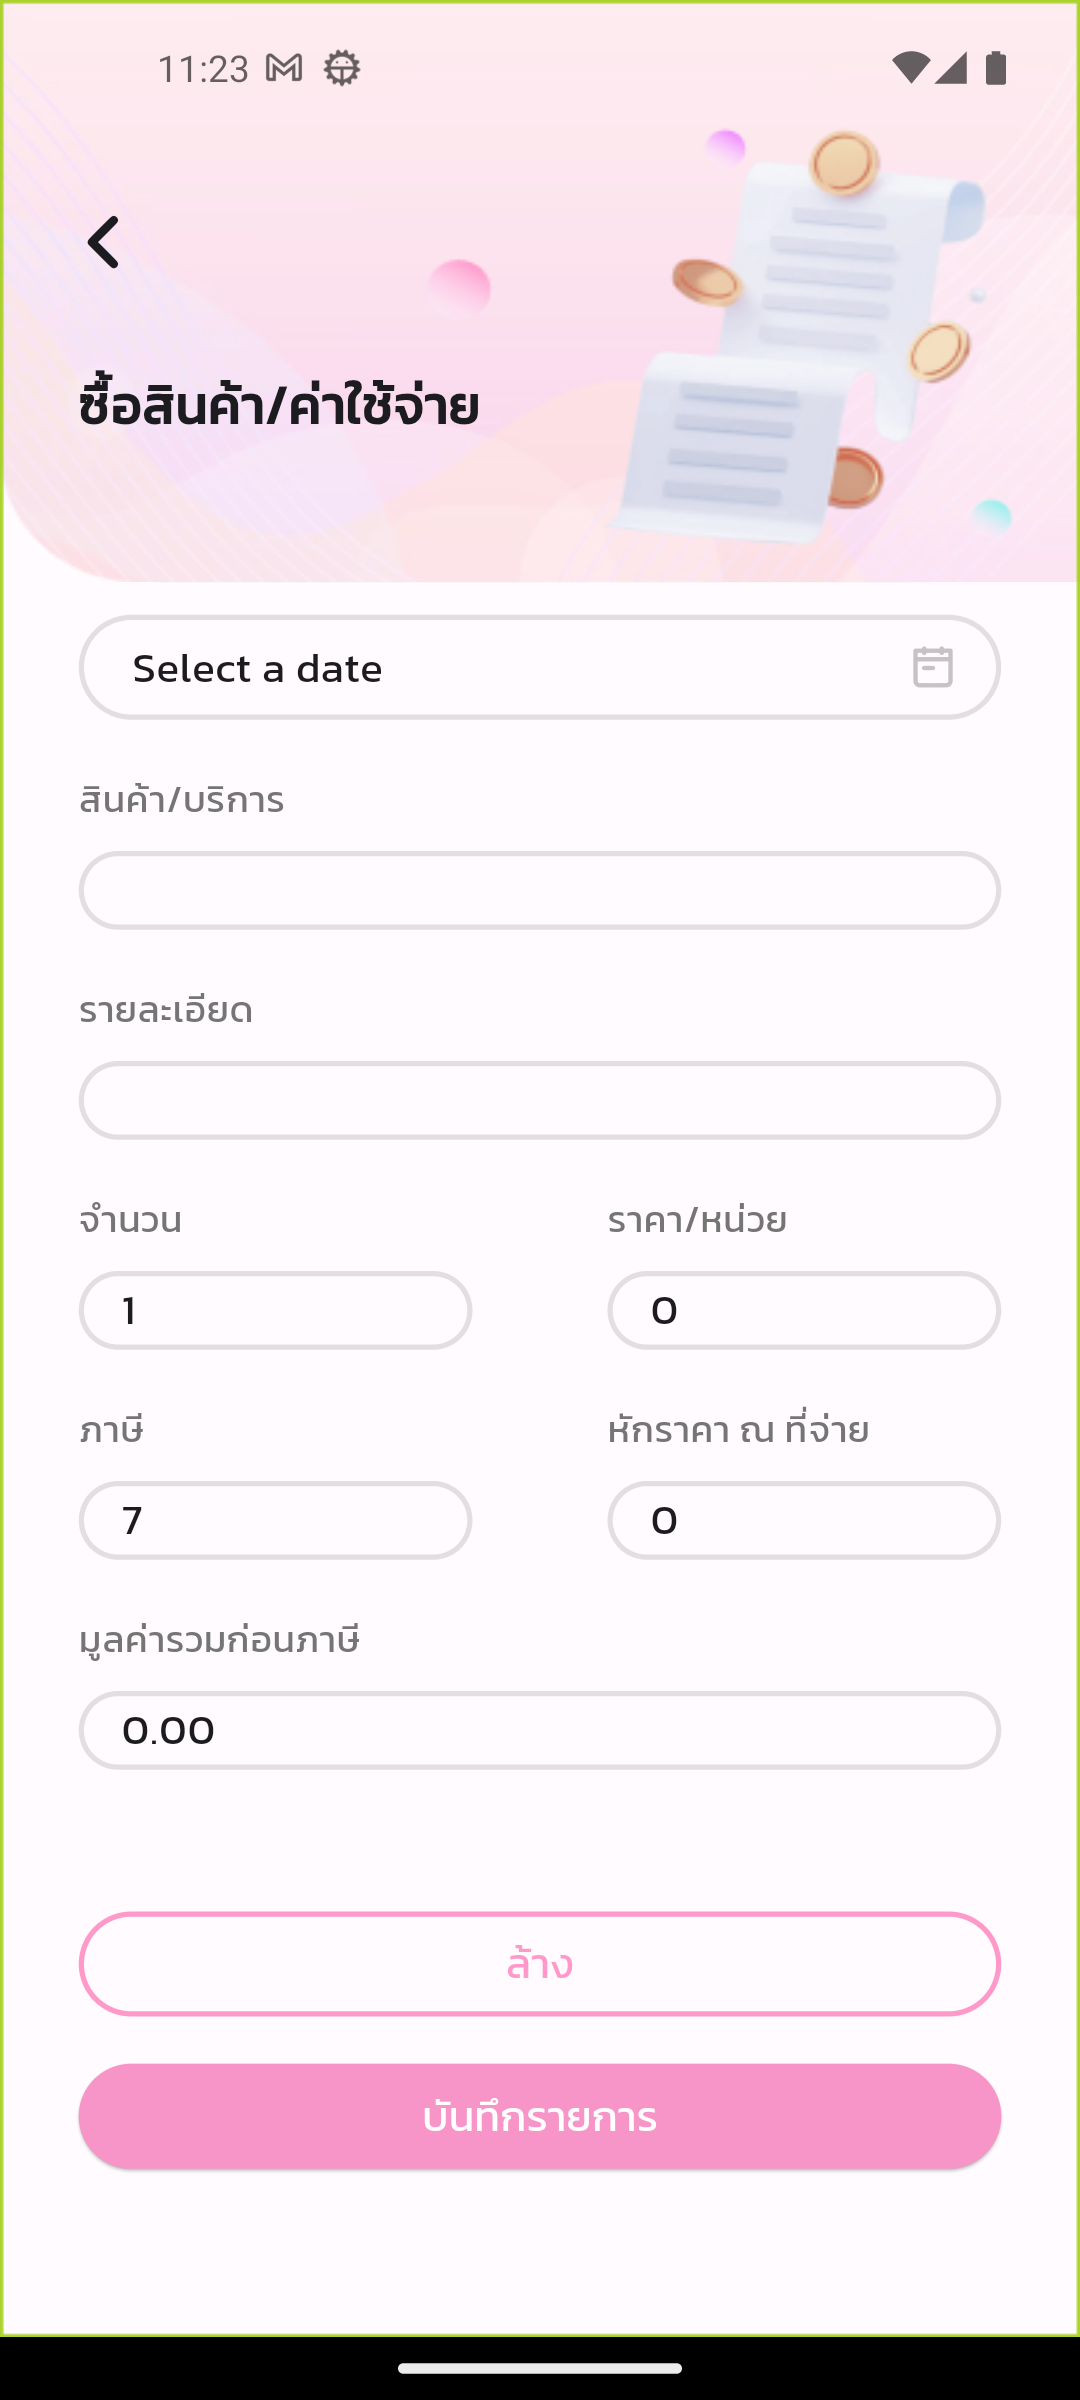 11:23
ซื้อสินค้า/ค่าใช้จ่าย
Select a date
สินค้า/บริการ
รายละเอียด
จำนวน
ราคา/หน่วย
1
0
ภาษี
หักราคา ณ ที่จ่าย
7
0
มูลค่ารวมก่อนภาษี
0.00
ล้าง
บันทึกรายการ